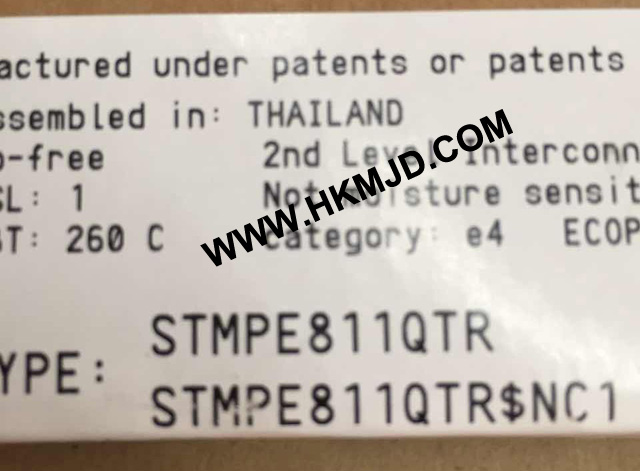 actured under patents or patents
ssembled in: THAILAND
-free 2nd Level Interconn
SL: 1 Not moisture sensit
T: 260 C category: e4 ECOP
WWW.HKMJD.COM
YPE: STMPE811QTR
STMPE811QTR$NC1